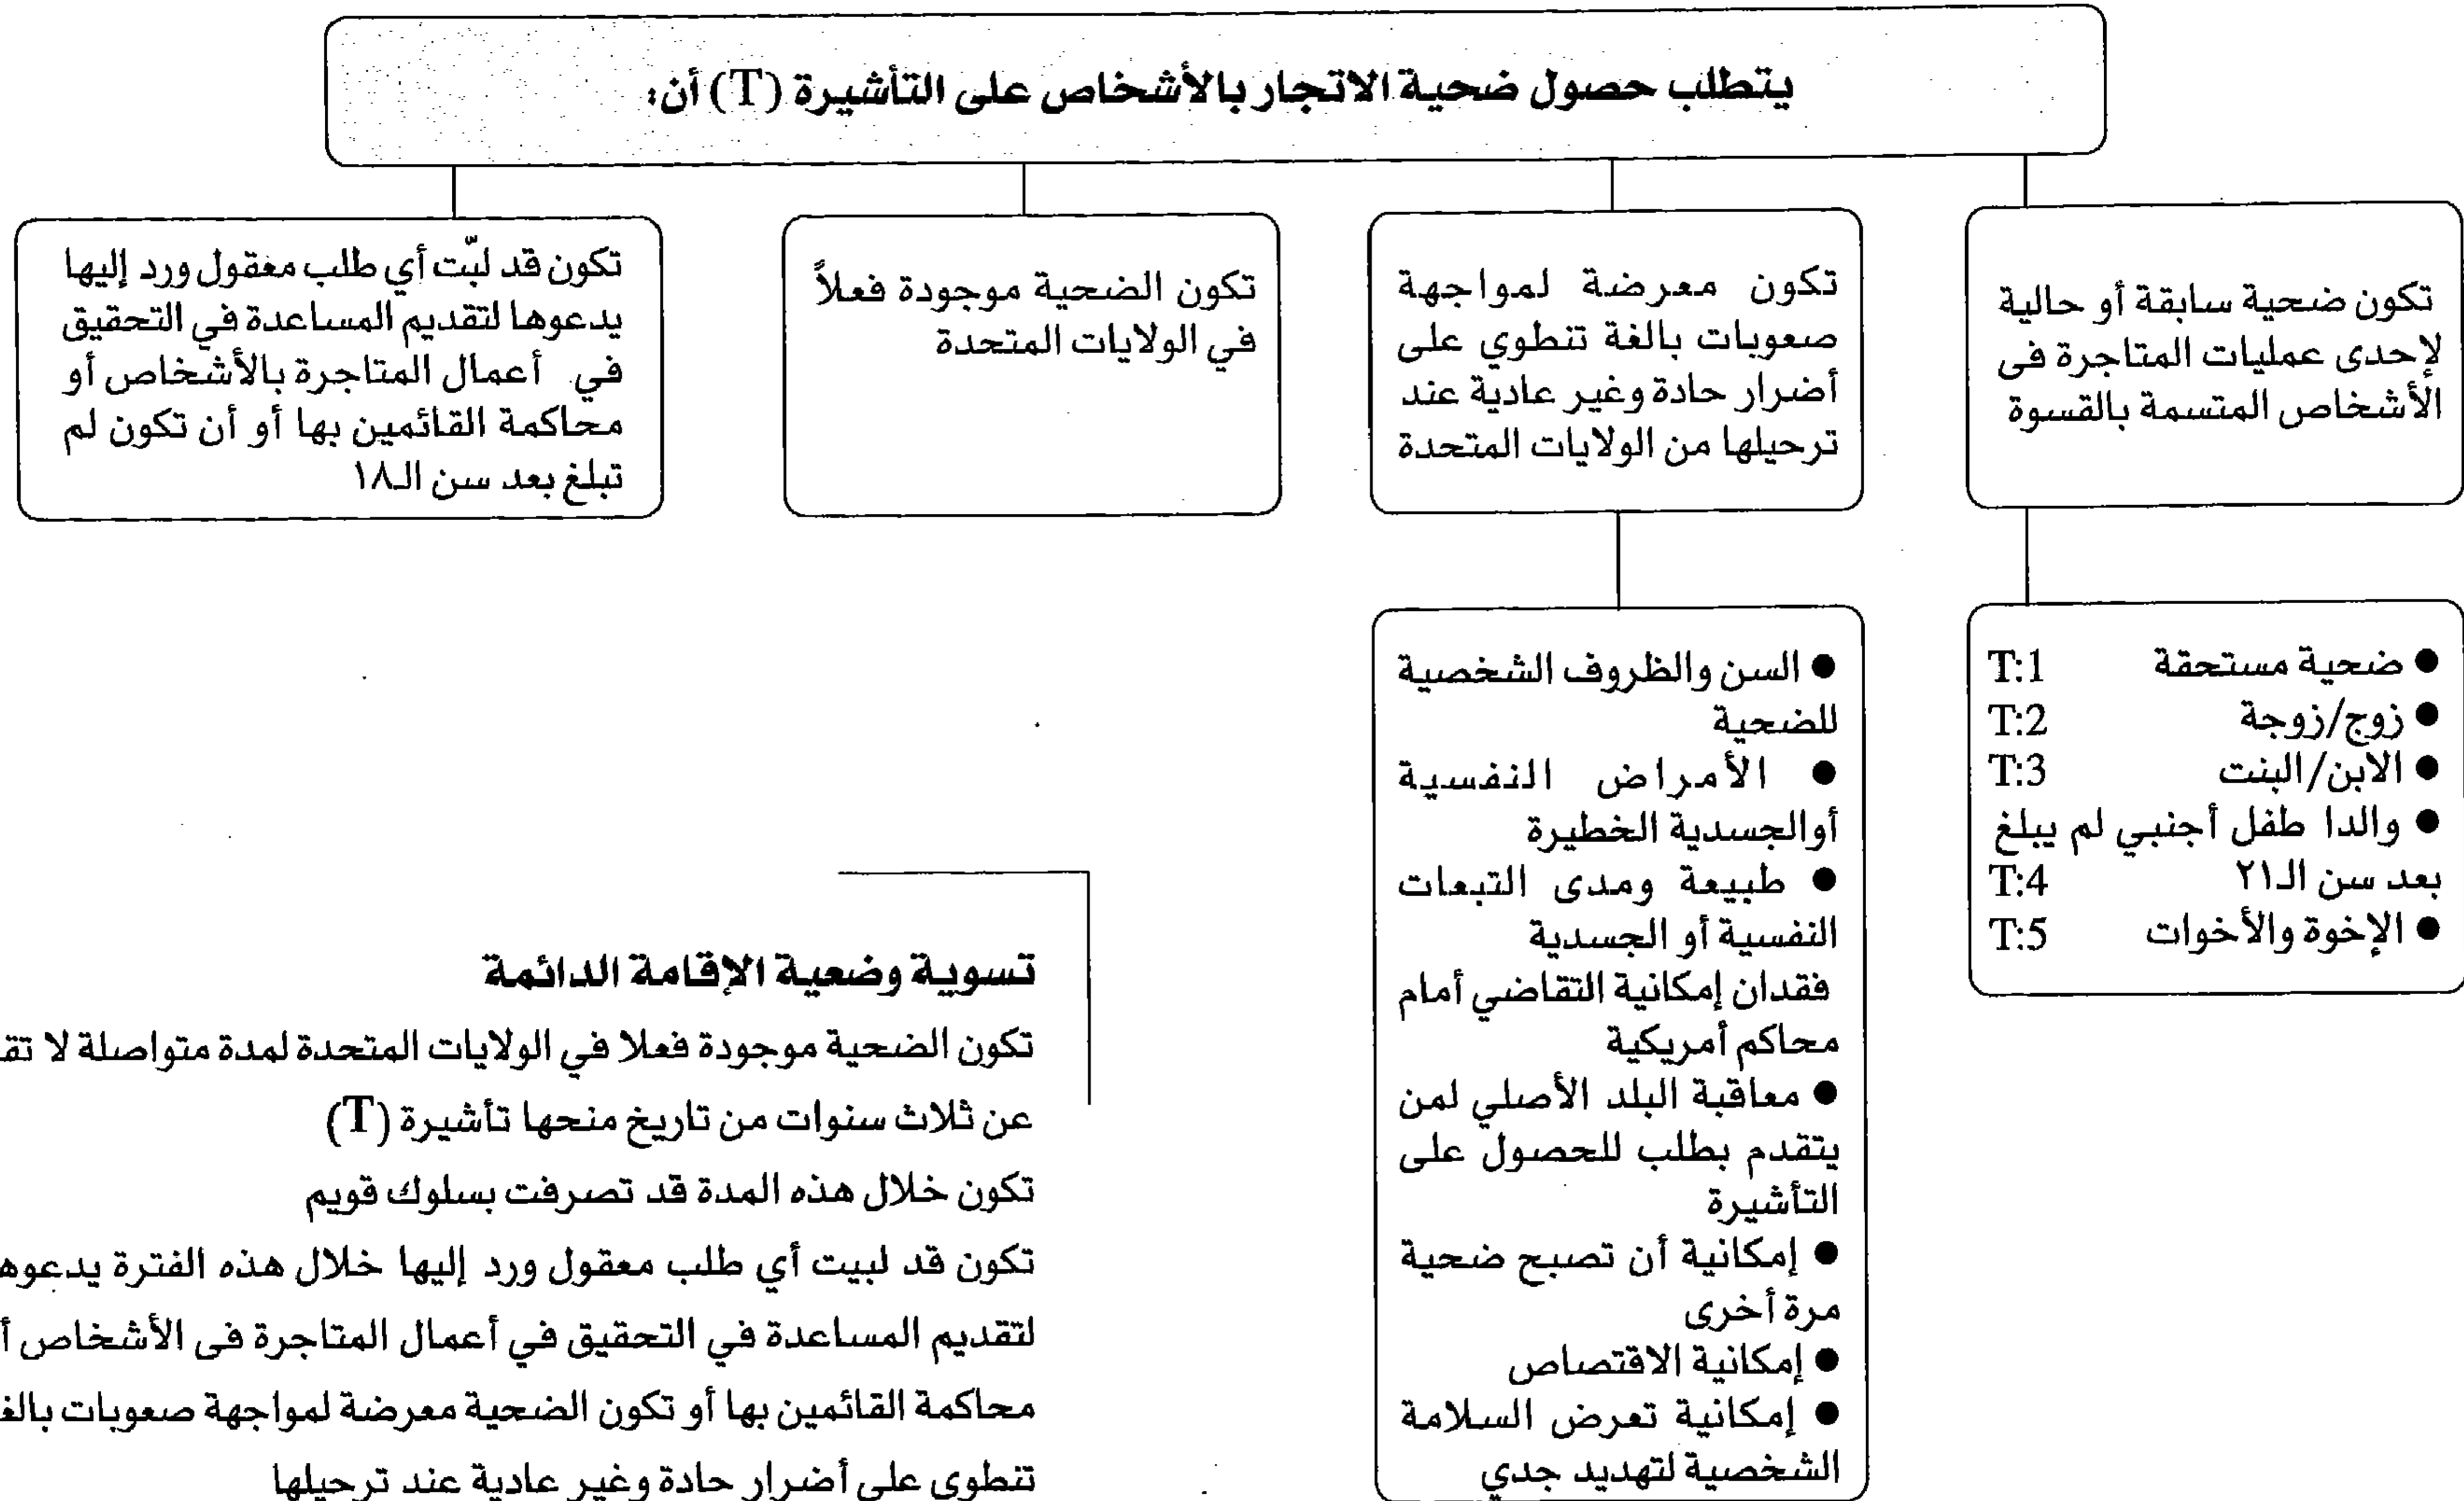 يتطلب حصول ضحية الاتجار بالأشخاص على التأشيرة (T) أن:
تكون ضحية سابقة أو حالية
لإحدى عمليات المتاجرة فى
الأشخاص المتسمة بالقسوة
تكون معرضة لمواجهة
صعوبات بالغة تنطوي على
أضرار حادة وغير عادية عند
ترحيلها من الولايات المتحدة
تكون الضحية موجودة فعلاً
في الولايات المتحدة
تكون قد لبّت أي طلب معقول ورد إليها
يدعوها لتقديم المساعدة في التحقيق
في أعمال المتاجرة بالأشخاص أو
محاكمة القائمين بها أو أن تكون لم
تبلغ بعد سن الـ١٨
● ضحية مستحقة T:1
● زوج/زوجة T:2
● الابن/البنت T:3
● والدا طفل أجنبي لم يبلغ
بعد سن الـ٢١ T:4
● الإخوة والأخوات T:5
● السن والظروف الشخصية
للضحية
● الأمراض النفسية
أوالجسدية الخطيرة
● طبيعة ومدى التبعات
النفسية أو الجسدية
فقدان إمكانية التقاضي أمام
محاكم أمريكية
● معاقبة البلد الأصلي لمن
يتقدم بطلب للحصول على
التأشيرة
● إمكانية أن تصبح ضحية
مرة أخرى
● إمكانية الاقتصاص
● إمكانية تعرض السلامة
الشخصية لتهديد جدي
تسوية وضعية الإقامة الدائمة
تكون الضحية موجودة فعلا في الولايات المتحدة لمدة متواصلة لا تق
عن ثلاث سنوات من تاريخ منحها تأشيرة (T)
تكون خلال هذه المدة قد تصرفت بسلوك قويم
تكون قد لبيت أي طلب معقول ورد إليها خلال هذه الفترة يدعوه
لتقديم المساعدة في التحقيق في أعمال المتاجرة فى الأشخاص أ
محاكمة القائمين بها أو تكون الضحية معرضة لمواجهة صعوبات بالغ
تنطوى على أضرار حادة وغير عادية عند ترحيلها